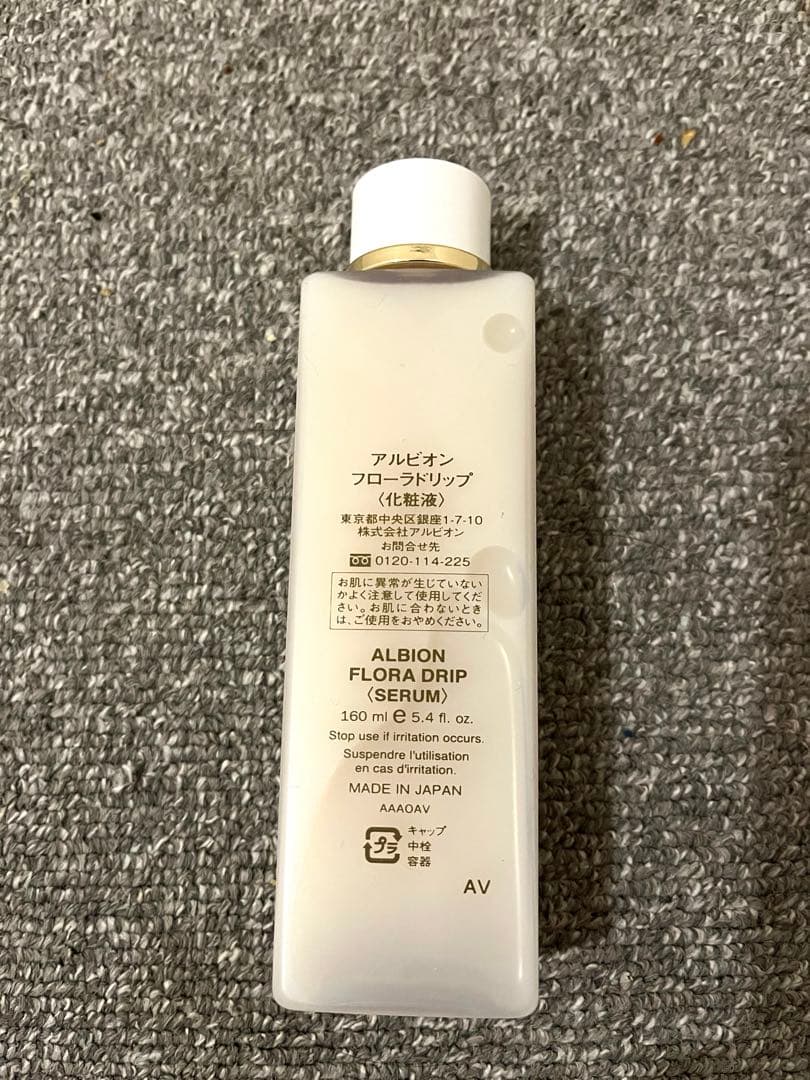 アルビオン
フローラドリップ
〈化粧液〉
東京都中央区銀座1-7-10
株式会社アルビオン
お問合せ先
0120-114-225
お肌に異常が生じていない
かよく注意して使用してくだ
さい。お肌に合わないとき
は、ご使用をおやめください。
ALBION
FLORA DRIP
〈SERUM〉
160 ml e 5.4 fl. oz.
Stop use if irritation occurs.
Suspendre l'utilisation
en cas d'irritation.
MADE IN JAPAN
AAAOAV
プラ
キャップ
中栓
容器
AV